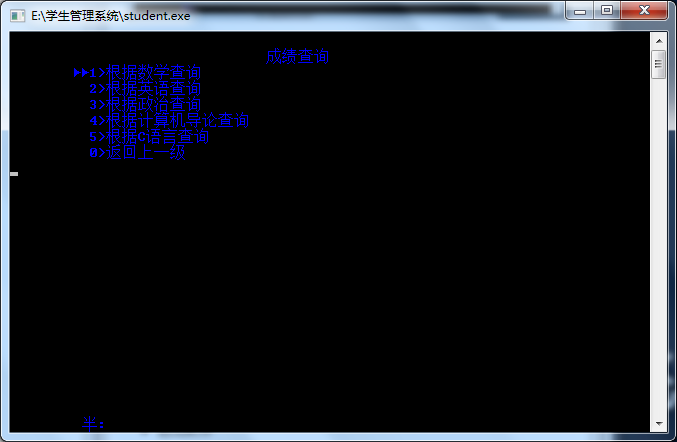 E:\学生管理系统\student.exe
成绩查询
1>根据数学查询
2>根据英语查询
3>根据政治查询
4>根据计算机导论查询
5>根据C语言查询
0>返回上一级
半: